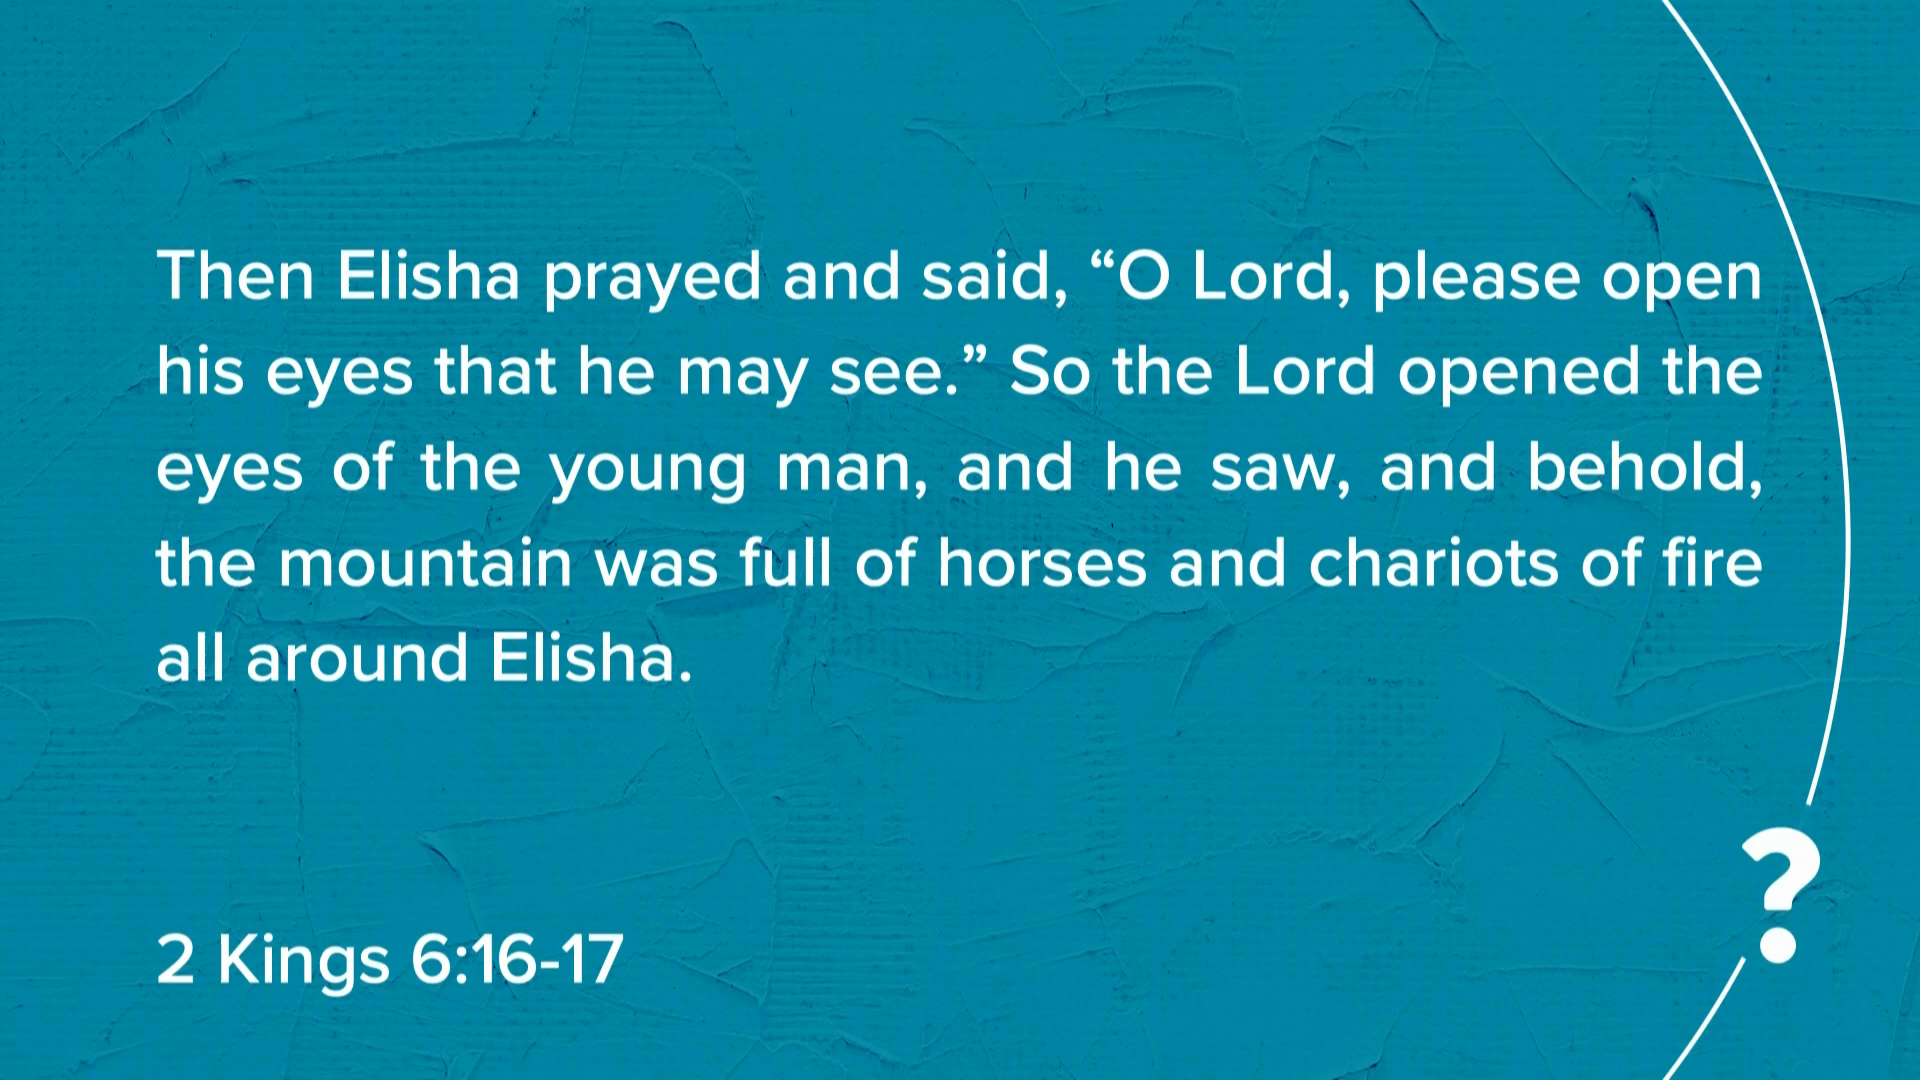 Then Elisha prayed and said, “O Lord, please open
his eyes that he may see.” So the Lord opened the
eyes of the young man, and he saw, and behold,
the mountain was full of horses and chariots of fire
all around Elisha.
?
2 Kings 6:16-17